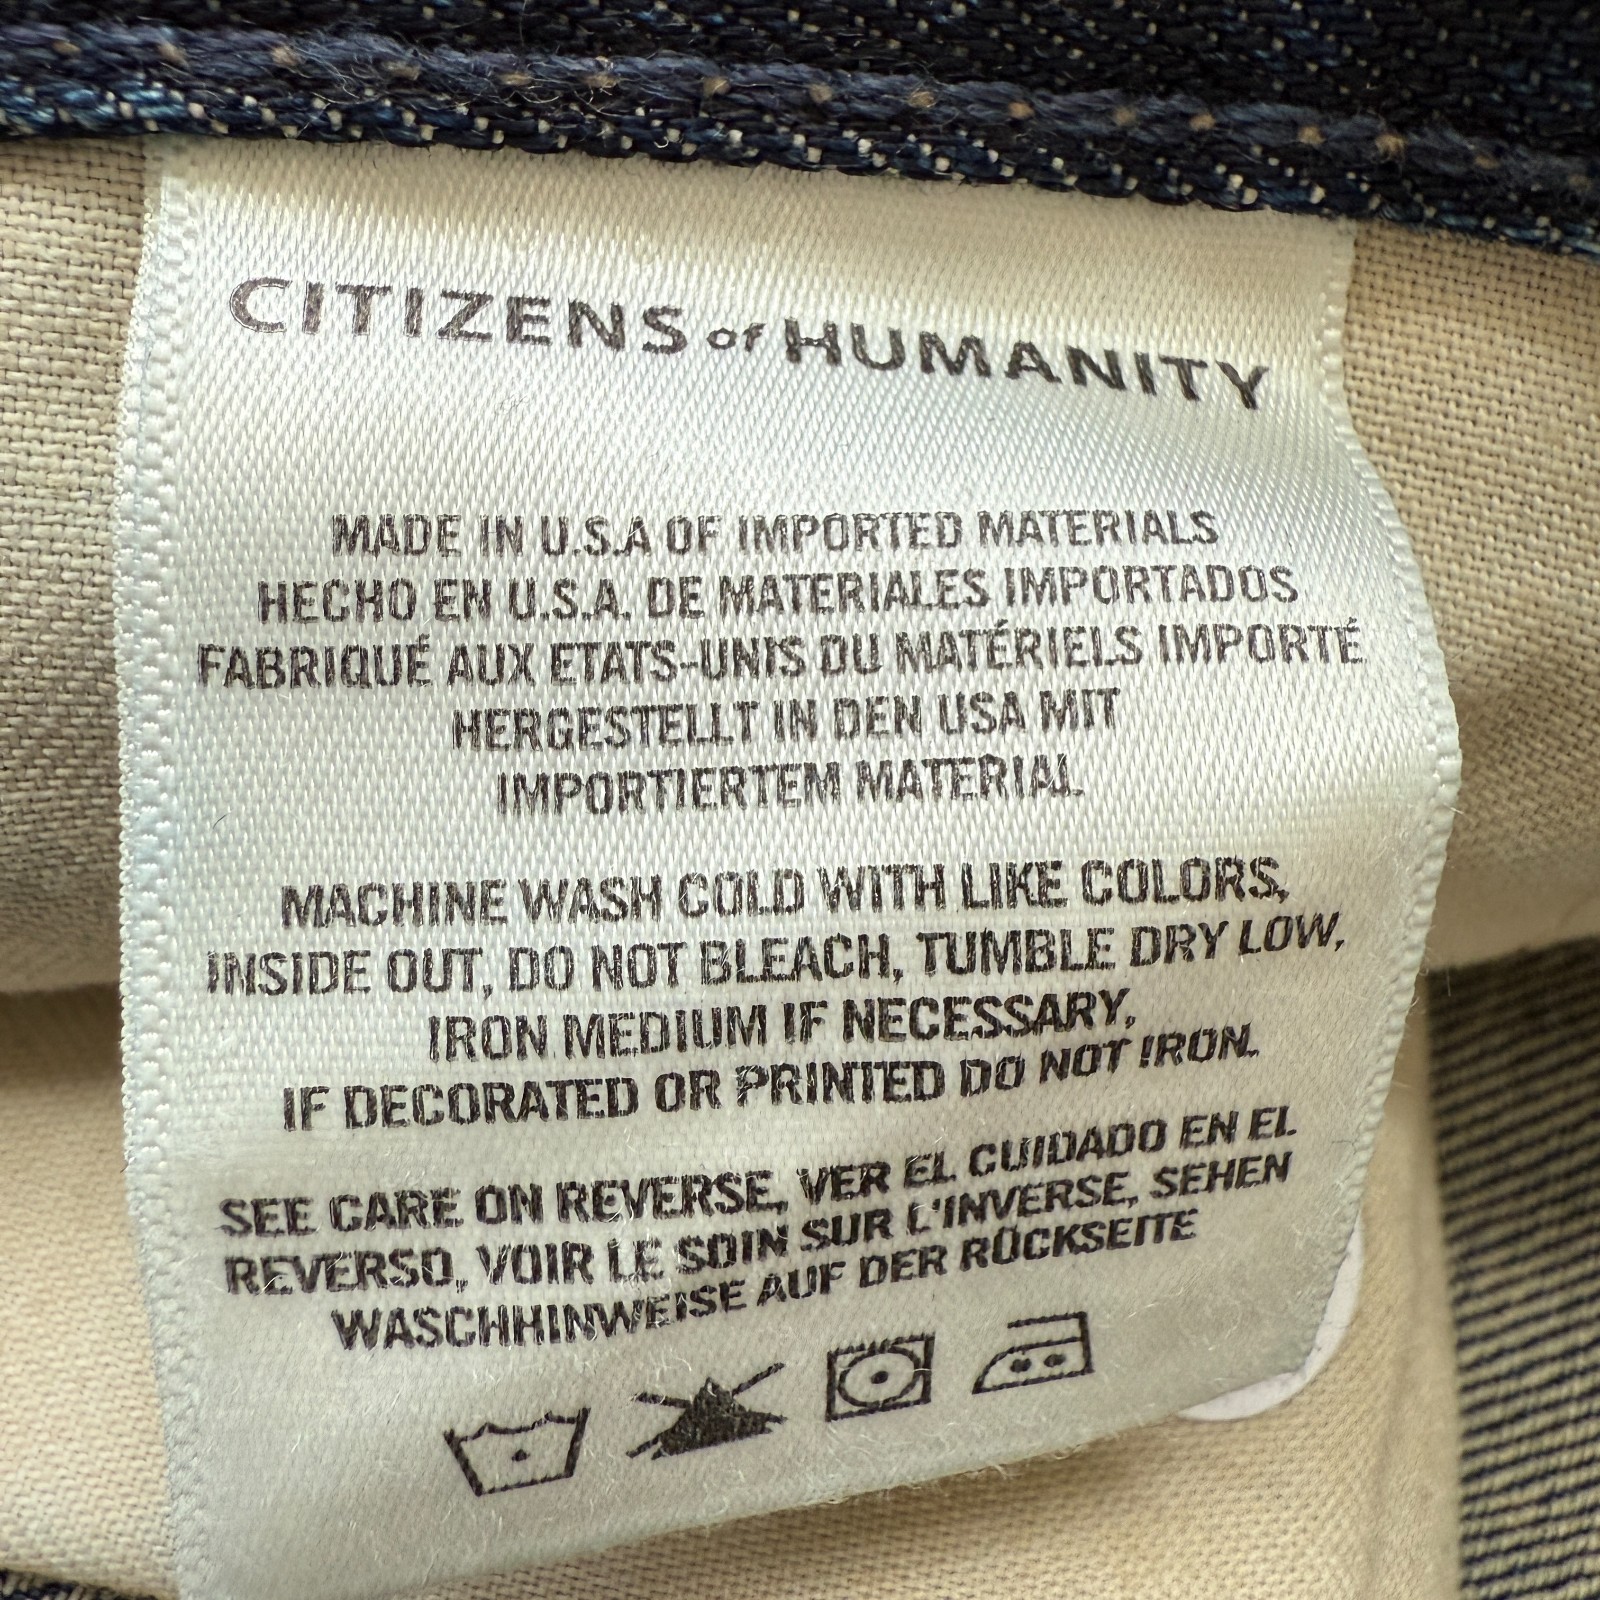 CITIZENS of HUMANITY
MADE IN U.S.A OF IMPORTED MATERIALS
HECHO EN U.S.A. DE MATERIALES IMPORTADOS
FABRIQUÉ AUX ETATS-UNIS DU MATÉRIELS IMPORTÉ
HERGESTELLT IN DEN USA MIT
IMPORTIERTEM MATERIAL
MACHINE WASH COLD WITH LIKE COLORS,
INSIDE OUT, DO NOT BLEACH, TUMBLE DRY LOW,
IRON MEDIUM IF NECESSARY,
IF DECORATED OR PRINTED DO NOT IRON.
SEE CARE ON REVERSE, VER EL CUIDADO EN EL
REVERSO, VOIR LE SOIN SUR L'INVERSE, SEHEN
WASCHHINWEISE AUF DER RÜCKSEITE